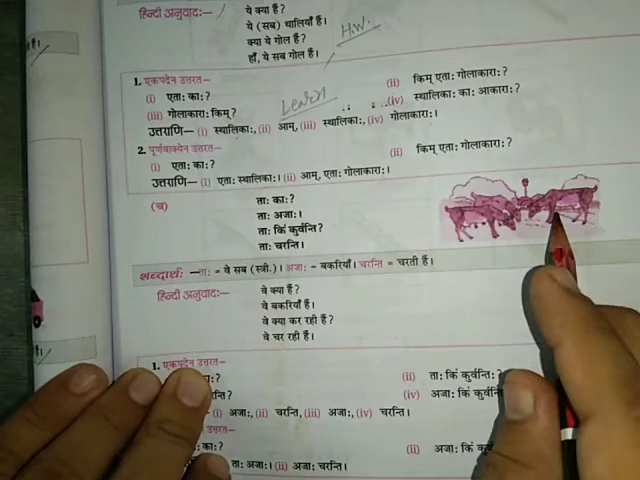 हिन्दी अनुवादः– ये क्या हैं?
ये (सब) थालियाँ हैं।
क्या ये गोल हैं?
हाँ, ये सब गोल हैं।
H.W.
1. एकपदेन उत्तरत–
(i) एताः काः? (ii) किम् एताः गोलाकाराः?
(iii) गोलाकाराः किम्? (iv) स्थालिकाः काः आकाराः?
Learn
उत्तराणि– (i) स्थालिकाः, (ii) आम्, (iii) स्थालिकाः, (iv) गोलाकाराः।
2. पूर्णवाक्येन उत्तरत–
(i) एताः काः? (ii) किम् एताः गोलाकाराः?
उत्तराणि– (i) एताः स्थालिकाः। (ii) आम्, एताः गोलाकाराः।
(च) ताः काः?
ताः अजाः।
ताः किं कुर्वन्ति?
ताः चरन्ति।
शब्दार्थाः –ताः = वे सब (स्त्री.)। अजाः = बकरियाँ। चरन्ति = चरती हैं।
हिन्दी अनुवादः– वे क्या हैं?
वे बकरियाँ हैं।
वे क्या कर रही हैं?
वे चर रही हैं।
1. एकपदेन उत्तरत–
(ii) ताः किं कुर्वन्ति?
(iv) अजाः किं
(i) अजाः, (ii) चरन्ति, (iii) अजाः, (iv) चरन्ति।
उत्तरत–
काः? (ii) अजाः किं
ताः अजाः। (ii) अजाः चरन्ति।